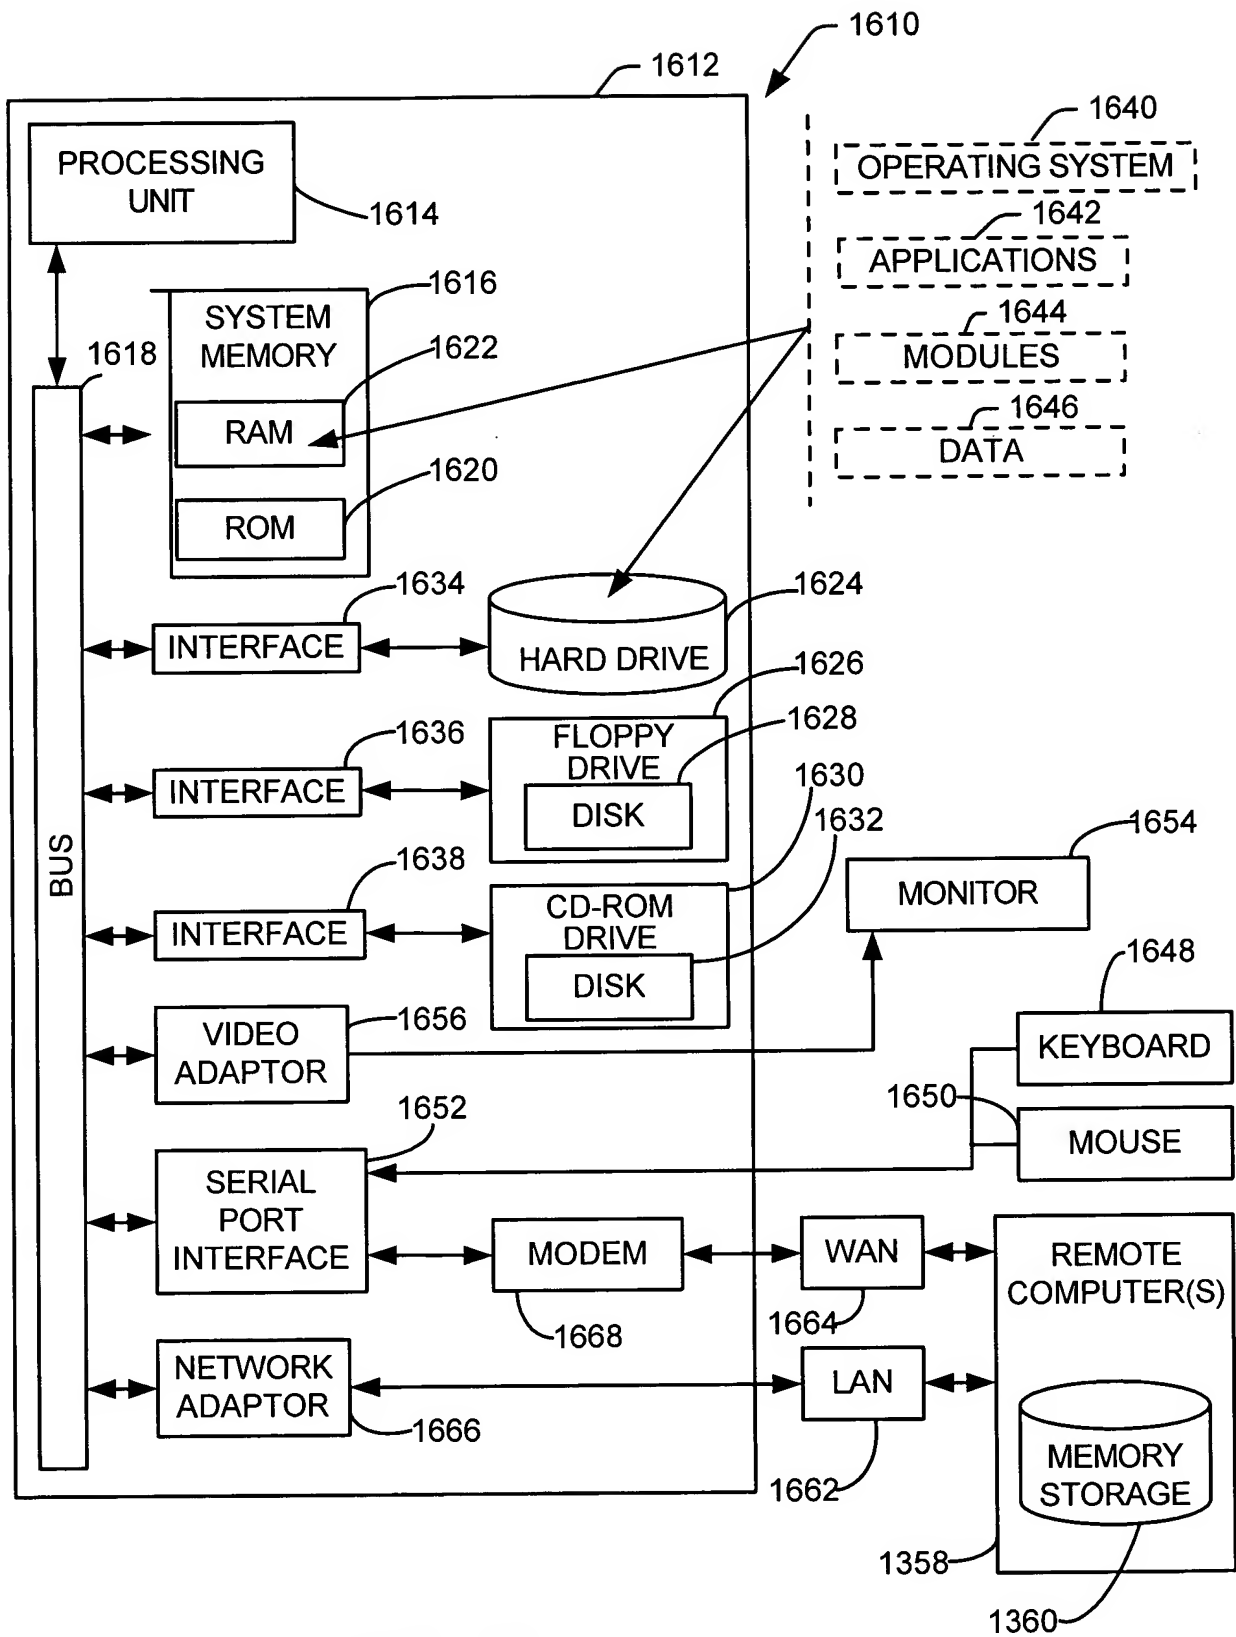 1610
1612
1640
PROCESSING
UNIT
OPERATING SYSTEM
1614
1642
APPLICATIONS
1616
SYSTEM
MEMORY
1644
MODULES
1618
1622
RAM
1646
DATA
1620
ROM
1634
1624
INTERFACE
HARD DRIVE
1626
1636
1628
FLOPPY
DRIVE
INTERFACE
1630
DISK
1632
1654
BUS
1638
MONITOR
CD-ROM
DRIVE
INTERFACE
1648
DISK
1656
VIDEO
ADAPTOR
KEYBOARD
1652
1650
MOUSE
SERIAL
PORT
INTERFACE
MODEM
WAN
REMOTE
COMPUTER(S)
1668
1664
NETWORK
ADAPTOR
LAN
1666
1662
MEMORY
STORAGE
1358
1360